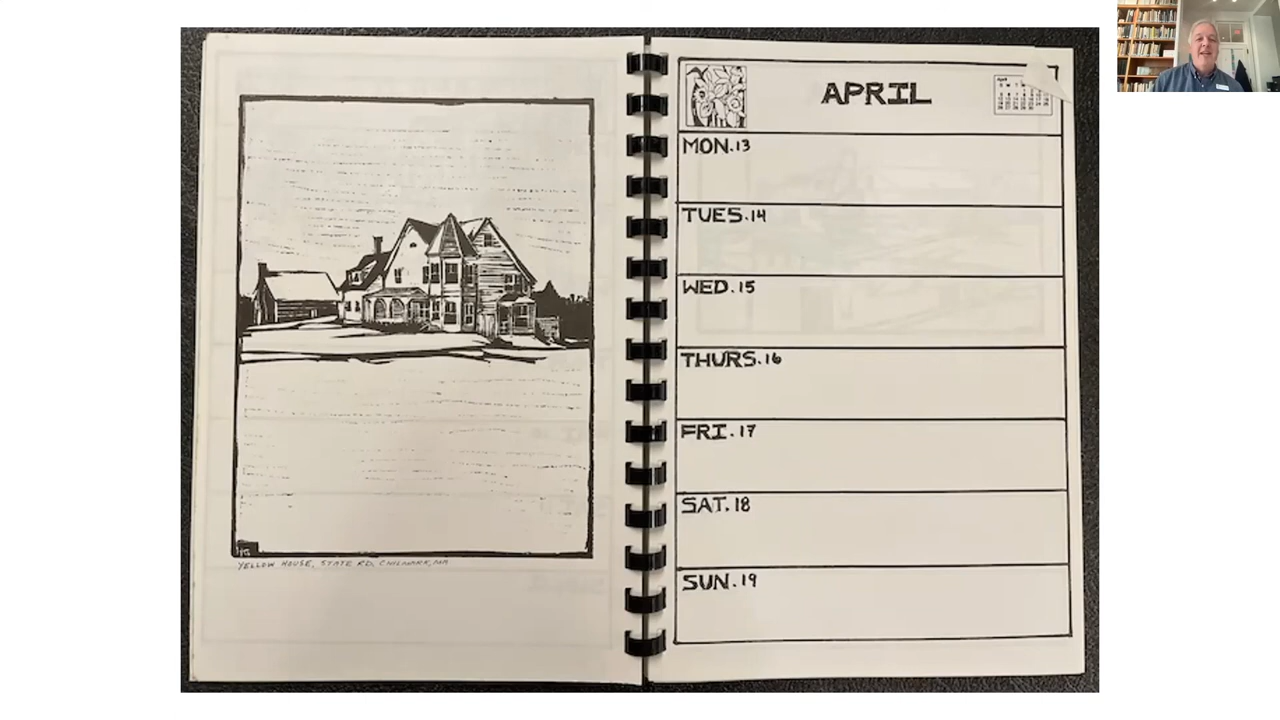 YELLOW HOUSE, STATE RD, CHILMARK, MA
APRIL
April
MON.13
TUES.14
WED.15
THURS.16
FRI.17
SAT.18
SUN.19